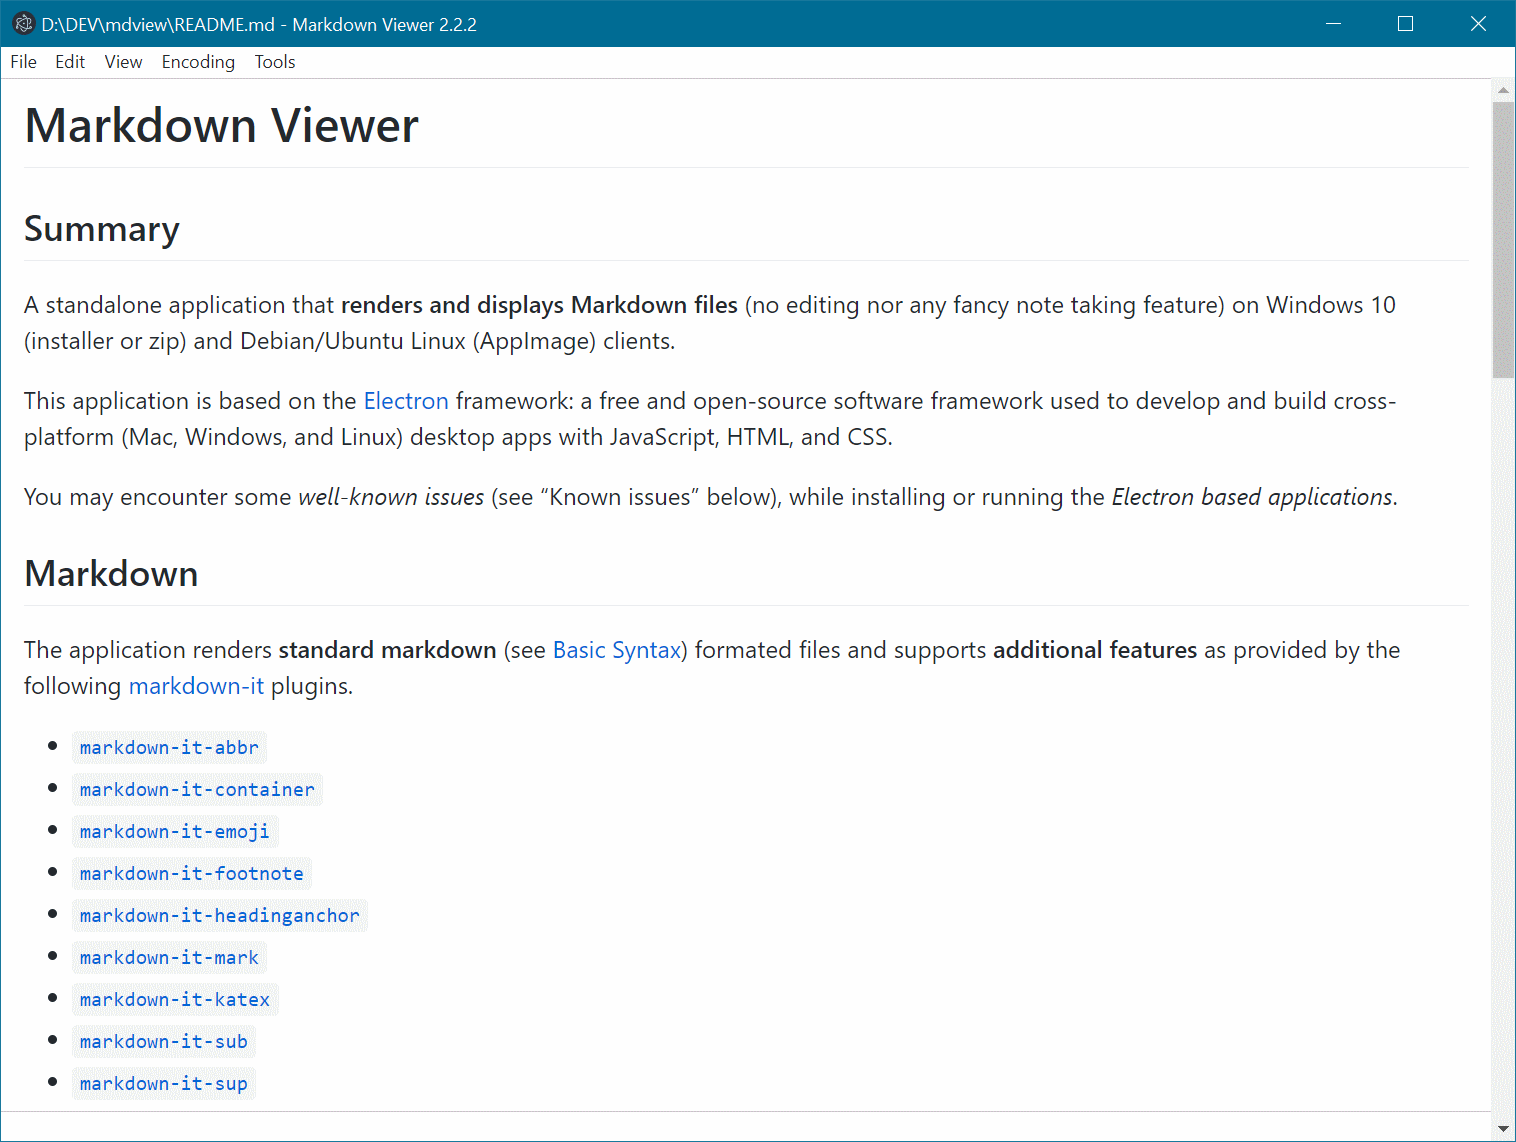 D:\DEV\mdview\README.md - Markdown Viewer 2.2.2
File Edit View Encoding Tools
Markdown Viewer
Summary
A standalone application that renders and displays Markdown files (no editing nor any fancy note taking feature) on Windows 10
(installer or zip) and Debian/Ubuntu Linux (AppImage) clients.
This application is based on the Electron framework: a free and open-source software framework used to develop and build cross-
platform (Mac, Windows, and Linux) desktop apps with JavaScript, HTML, and CSS.
You may encounter some well-known issues (see “Known issues” below), while installing or running the Electron based applications.
Markdown
The application renders standard markdown (see Basic Syntax) formated files and supports additional features as provided by the
following markdown-it plugins.
markdown-it-abbr
markdown-it-container
markdown-it-emoji
markdown-it-footnote
markdown-it-headinganchor
markdown-it-mark
markdown-it-katex
markdown-it-sub
markdown-it-sup